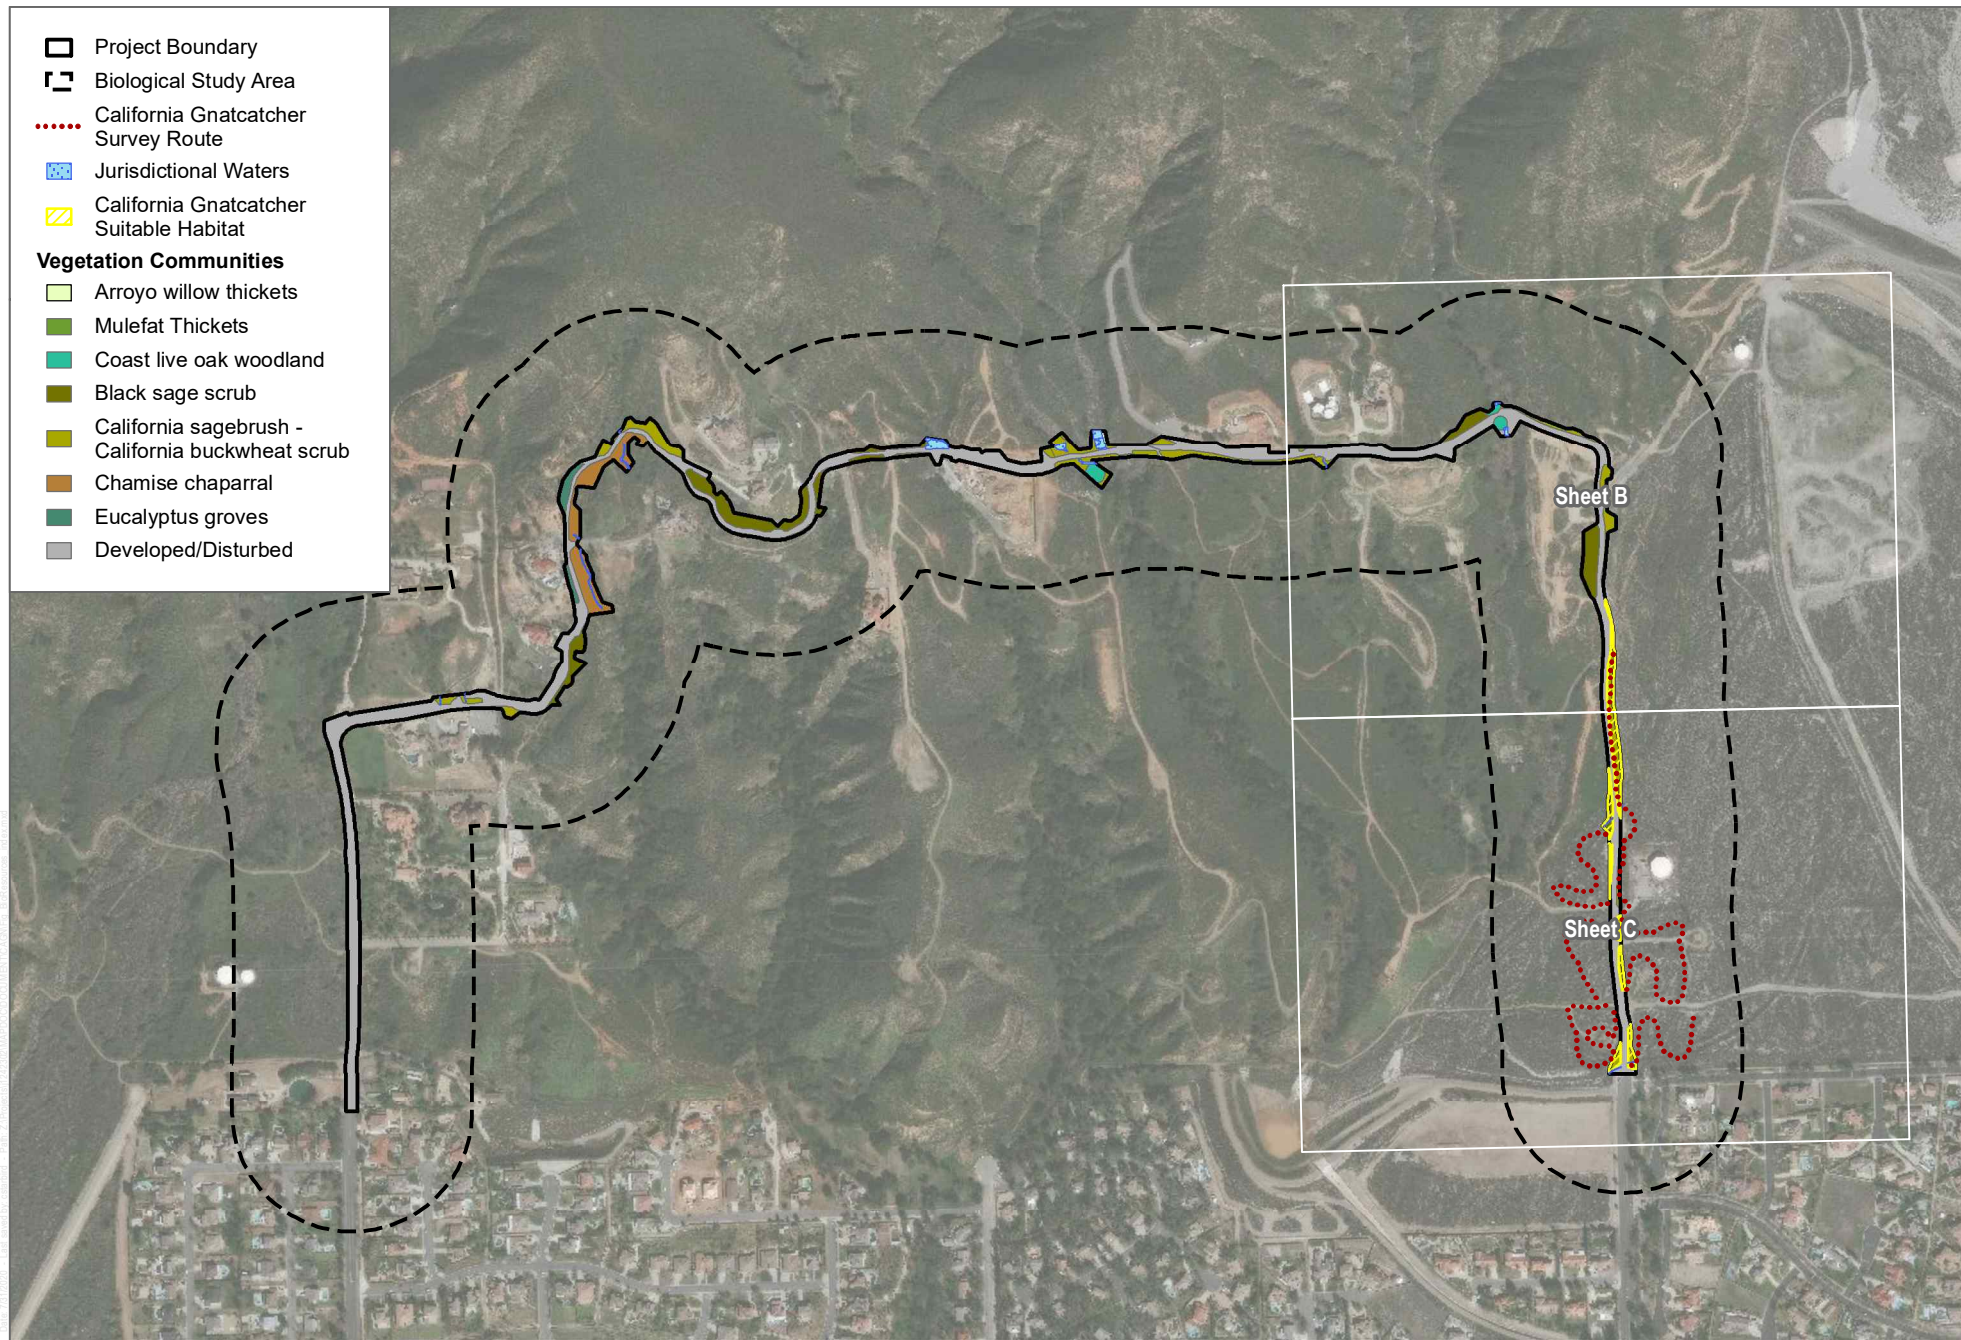 Project Boundary
Biological Study Area
California Gnatcatcher
Survey Route
Jurisdictional Waters
California Gnatcatcher
Suitable Habitat
Vegetation Communities
Arroyo willow thickets
Mulefat Thickets
Coast live oak woodland
Black sage scrub
California sagebrush -
California buckwheat scrub
Chamise chaparral
Eucalyptus groves
Developed/Disturbed
Sheet B
Sheet C